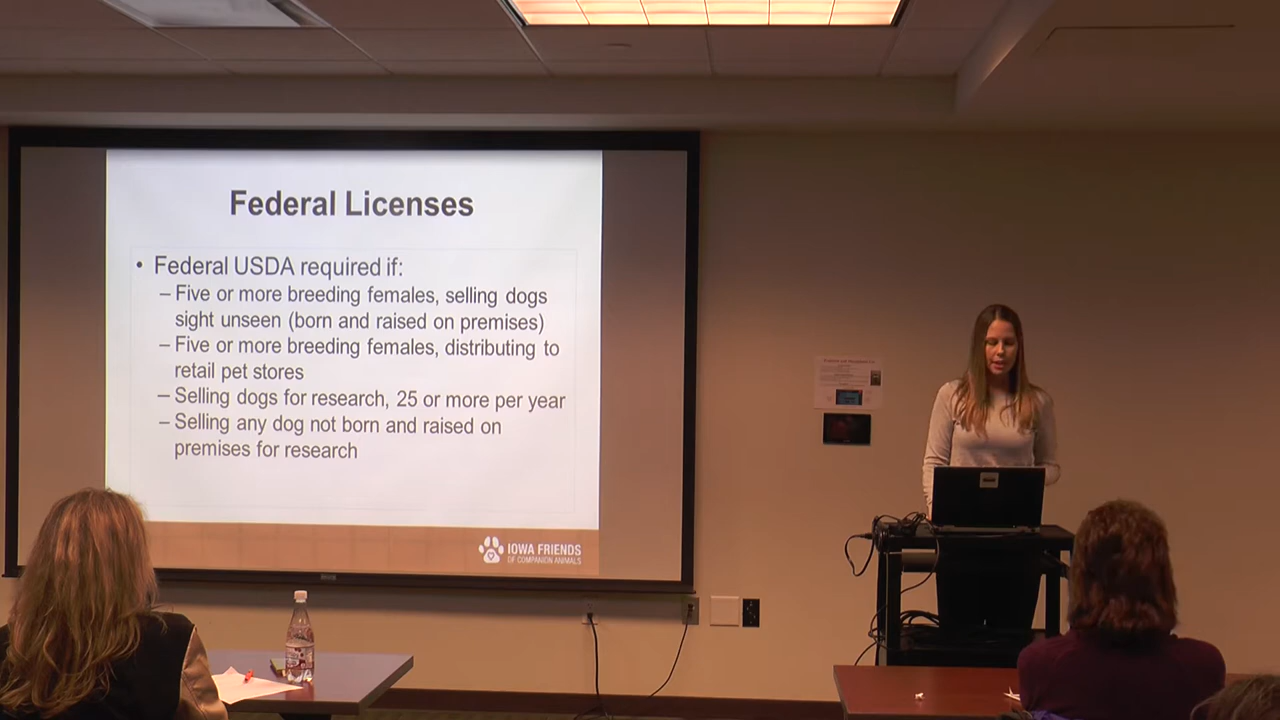 Federal Licenses
• Federal USDA required if:
– Five or more breeding females, selling dogs
sight unseen (born and raised on premises)
– Five or more breeding females, distributing to
retail pet stores
– Selling dogs for research, 25 or more per year
– Selling any dog not born and raised on
premises for research
IOWA FRIENDS
OF COMPANION ANIMALS